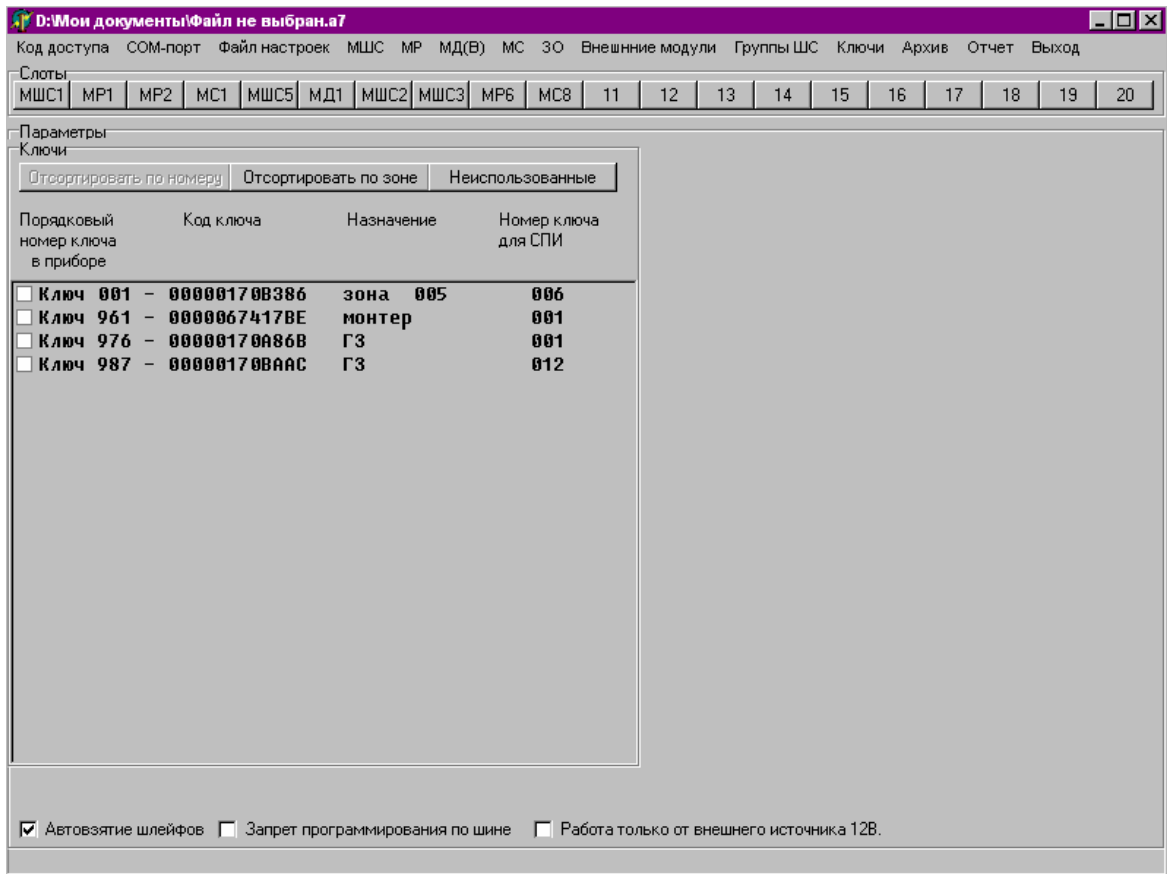 D:\Мои документы\Файл не выбран.a7
Код доступа COM-порт Файл настроек МШС МР МД(В) МС ЗО Внешнние модули Группы ШС Ключи Архив Отчет Выход
Слоты
МШС1 МР1 МР2 МС1 МШС5 МД1 МШС2 МШС3 МР6 МС8 11 12 13 14 15 16 17 18 19 20
Параметры
Ключи
Отсортировать по номеру Отсортировать по зоне Неиспользованные
Порядковый Код ключа Назначение Номер ключа
номер ключа для СПИ
в приборе
Ключ 001 - 00000170B386 зона 005 006
Ключ 961 - 0000067417BE монтер 001
Ключ 976 - 00000170A86B ГЗ 001
Ключ 987 - 00000170BAAC ГЗ 012
Автовзятие шлейфов Запрет программирования по шине Работа только от внешнего источника 12В.